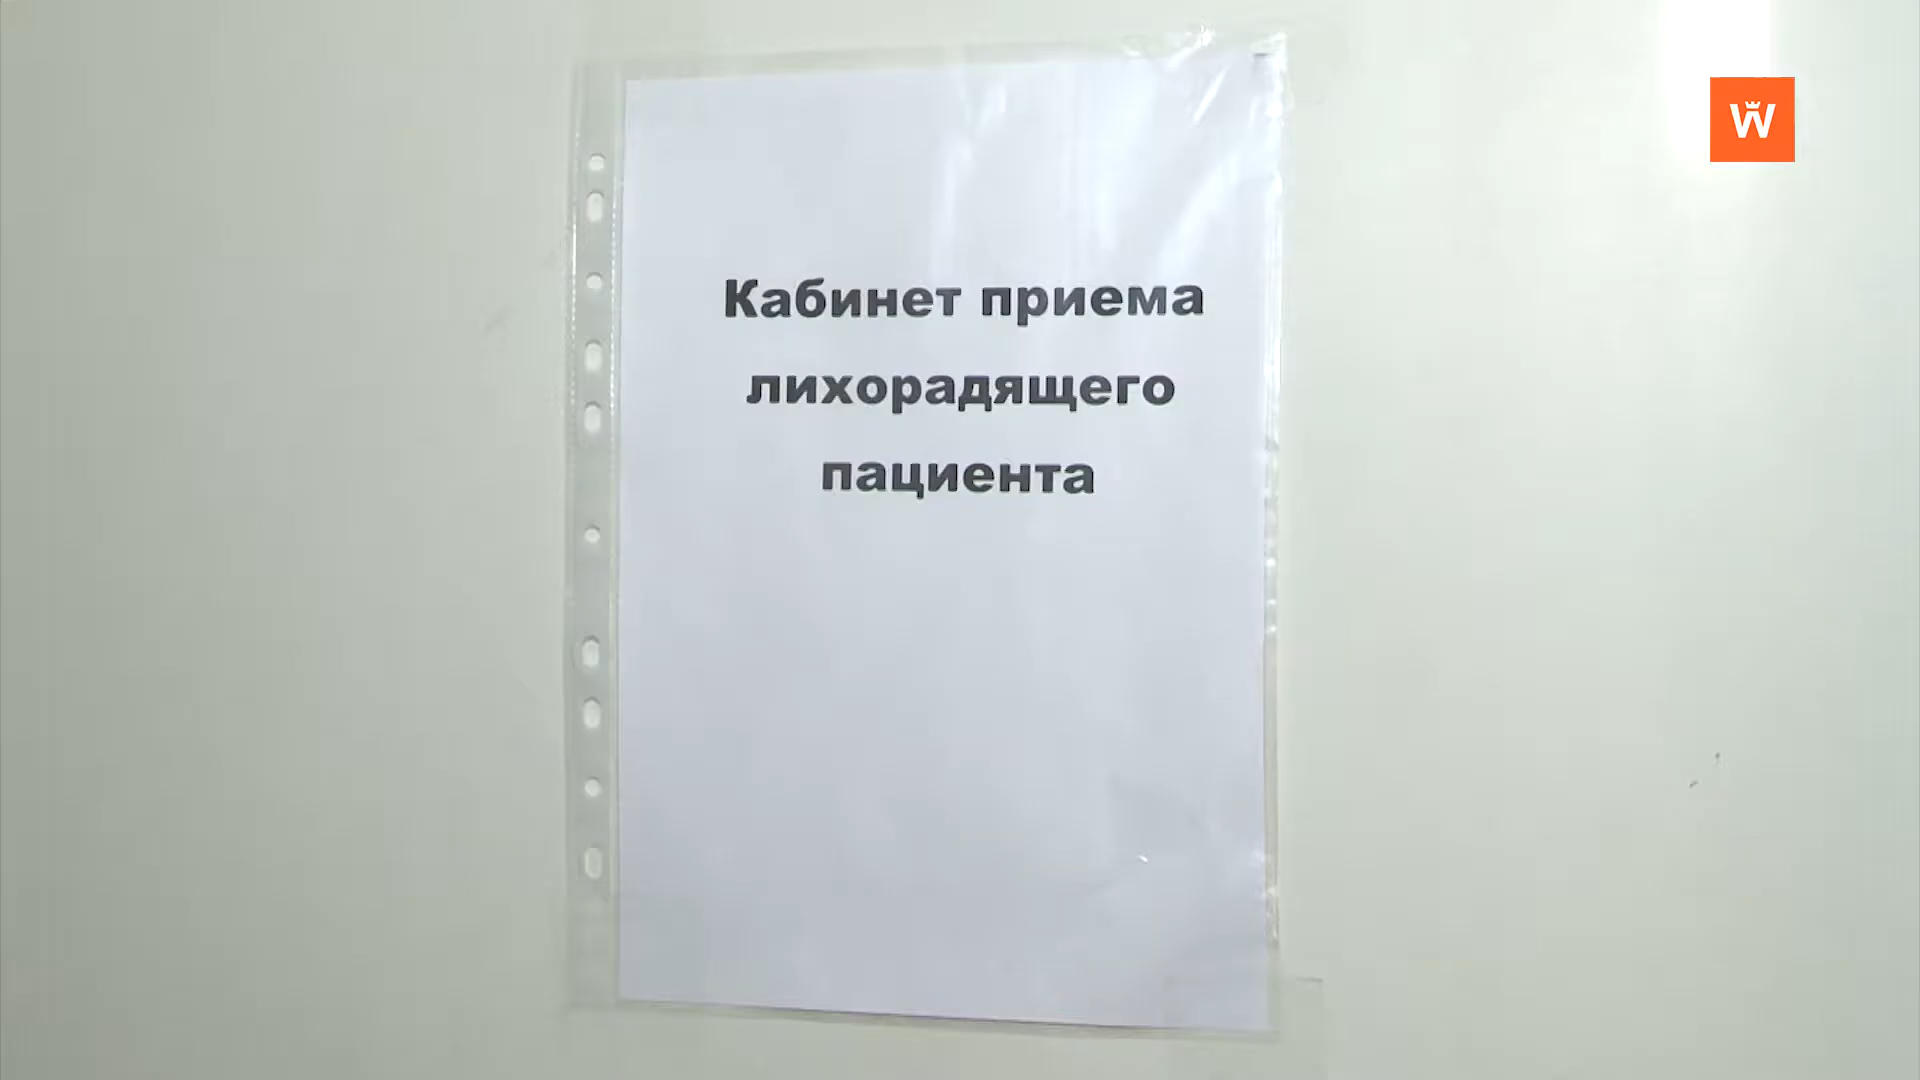 W
Кабинет приема
лихорадящего
пациента